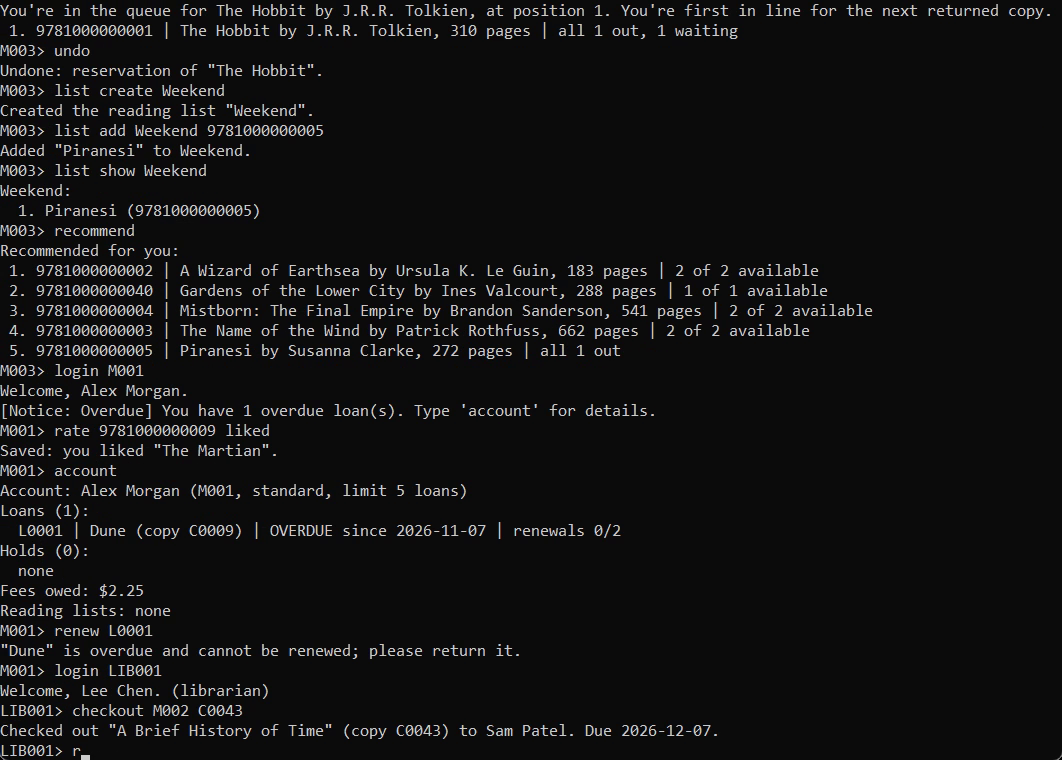 You're in the queue for The Hobbit by J.R.R. Tolkien, at position 1. You're first in line for the next returned copy.
 1. 9781000000001 | The Hobbit by J.R.R. Tolkien, 310 pages | all 1 out, 1 waiting
M003> undo
Undone: reservation of "The Hobbit".
M003> list create Weekend
Created the reading list "Weekend".
M003> list add Weekend 9781000000005
Added "Piranesi" to Weekend.
M003> list show Weekend
Weekend:
  1. Piranesi (9781000000005)
M003> recommend
Recommended for you:
 1. 9781000000002 | A Wizard of Earthsea by Ursula K. Le Guin, 183 pages | 2 of 2 available
 2. 9781000000040 | Gardens of the Lower City by Ines Valcourt, 288 pages | 1 of 1 available
 3. 9781000000004 | Mistborn: The Final Empire by Brandon Sanderson, 541 pages | 2 of 2 available
 4. 9781000000003 | The Name of the Wind by Patrick Rothfuss, 662 pages | 2 of 2 available
 5. 9781000000005 | Piranesi by Susanna Clarke, 272 pages | all 1 out
M003> login M001
Welcome, Alex Morgan.
[Notice: Overdue] You have 1 overdue loan(s). Type 'account' for details.
M001> rate 9781000000009 liked
Saved: you liked "The Martian".
M001> account
Account: Alex Morgan (M001, standard, limit 5 loans)
Loans (1):
  L0001 | Dune (copy C0009) | OVERDUE since 2026-11-07 | renewals 0/2
Holds (0):
  none
Fees owed: $2.25
Reading lists: none
M001> renew L0001
"Dune" is overdue and cannot be renewed; please return it.
M001> login LIB001
Welcome, Lee Chen. (librarian)
LIB001> checkout M002 C0043
Checked out "A Brief History of Time" (copy C0043) to Sam Patel. Due 2026-12-07.
LIB001> r